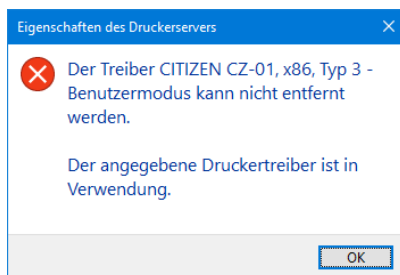 Eigenschaften des Druckerservers
Der Treiber CITIZEN CZ-01, x86, Typ 3 -
Benutzermodus kann nicht entfernt
werden.
Der angegebene Druckertreiber ist in
Verwendung.
OK